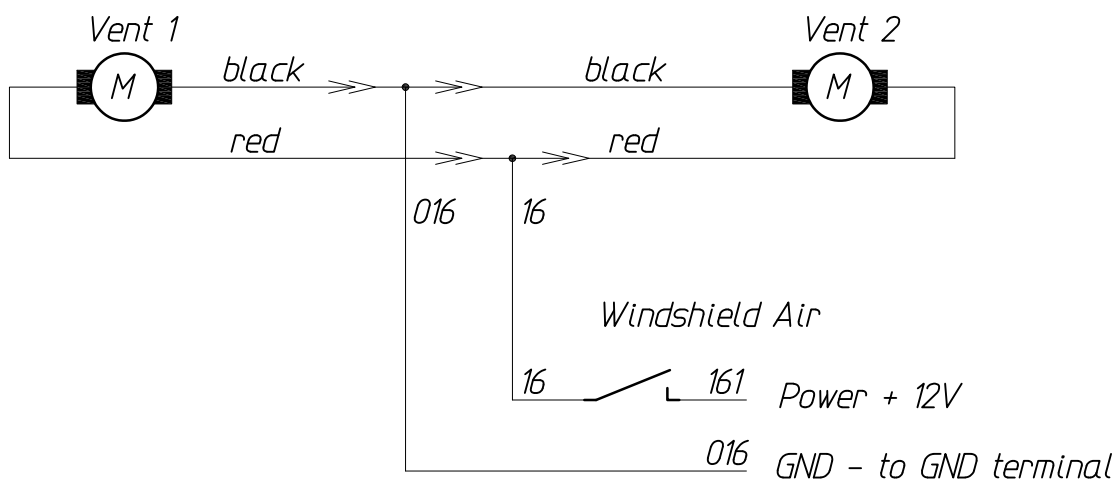 Vent 1
Vent 2
M
black
black
M
red
red
016
16
Windshield Air
16
161
Power + 12V
016
GND - to GND terminal